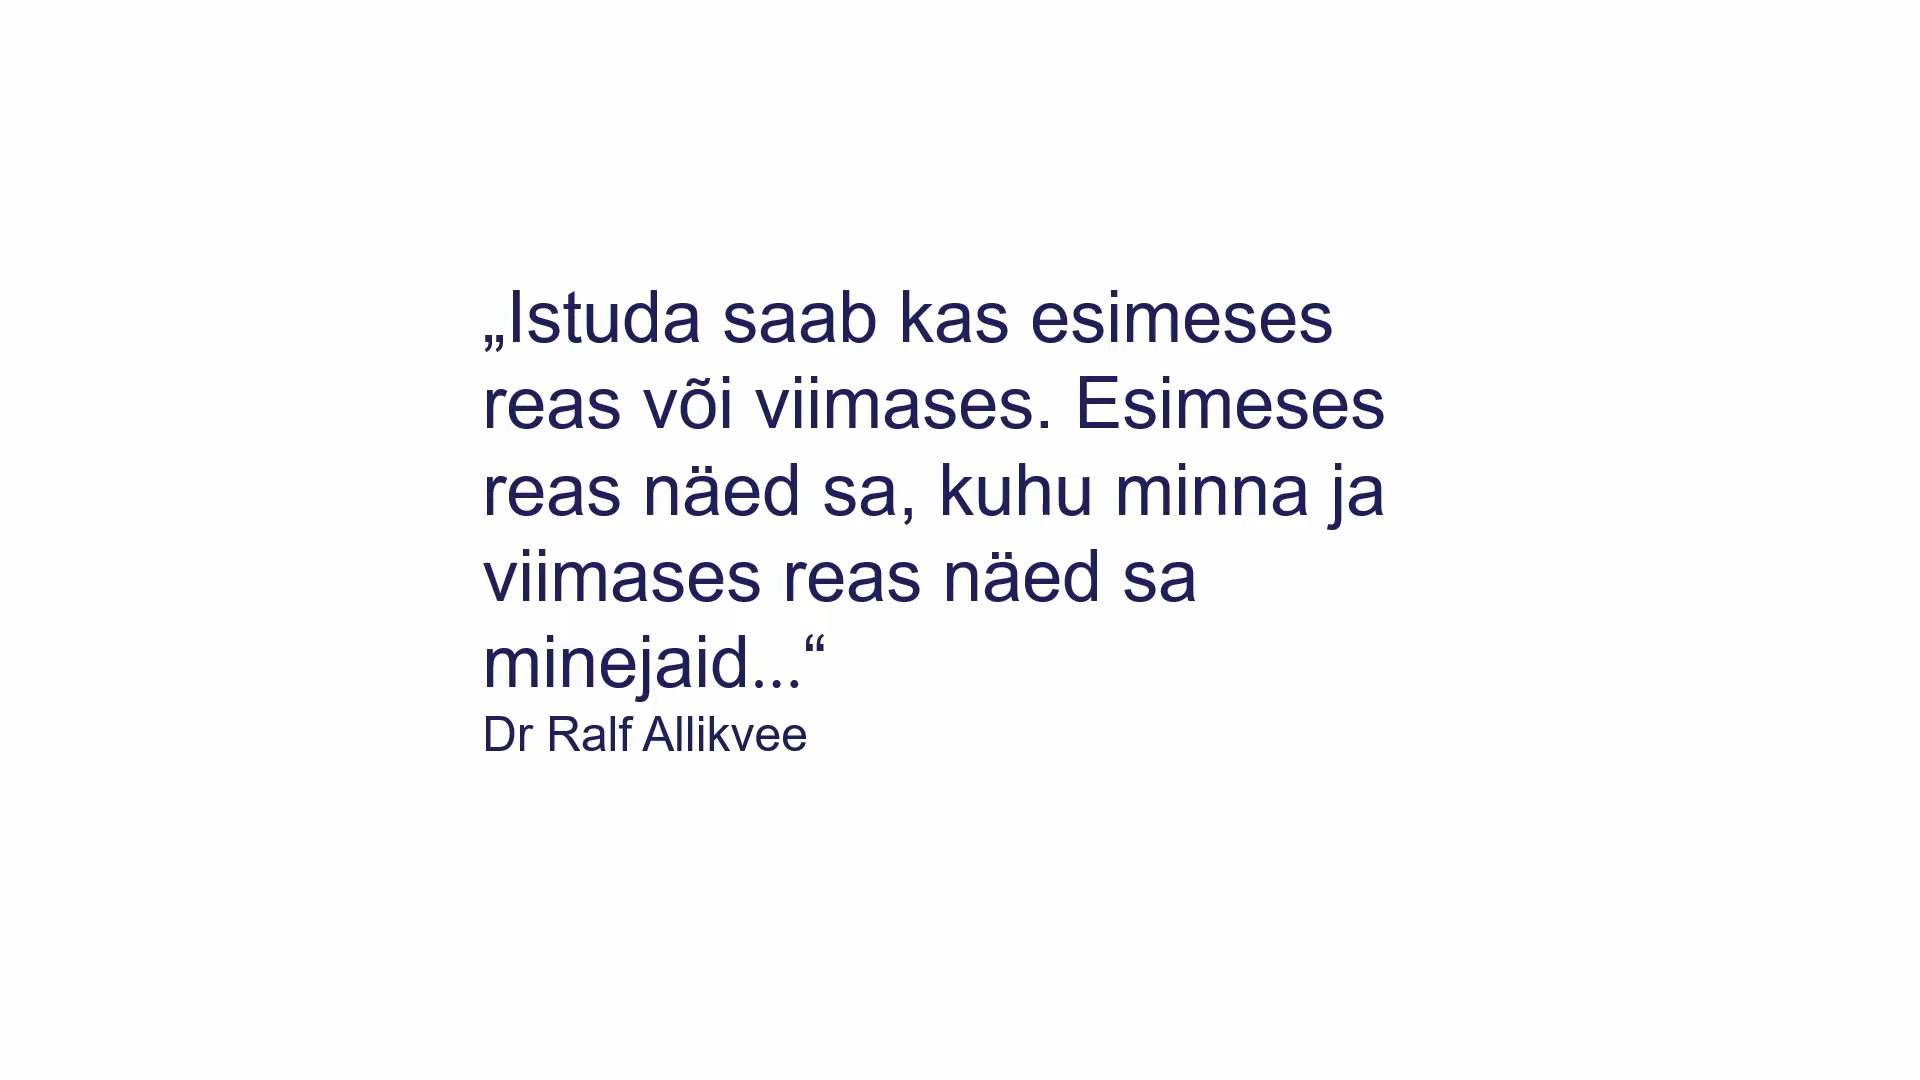 „Istuda saab kas esimeses
reas või viimases. Esimeses
reas näed sa, kuhu minna ja
viimases reas näed sa
minejaid...“
Dr Ralf Allikvee